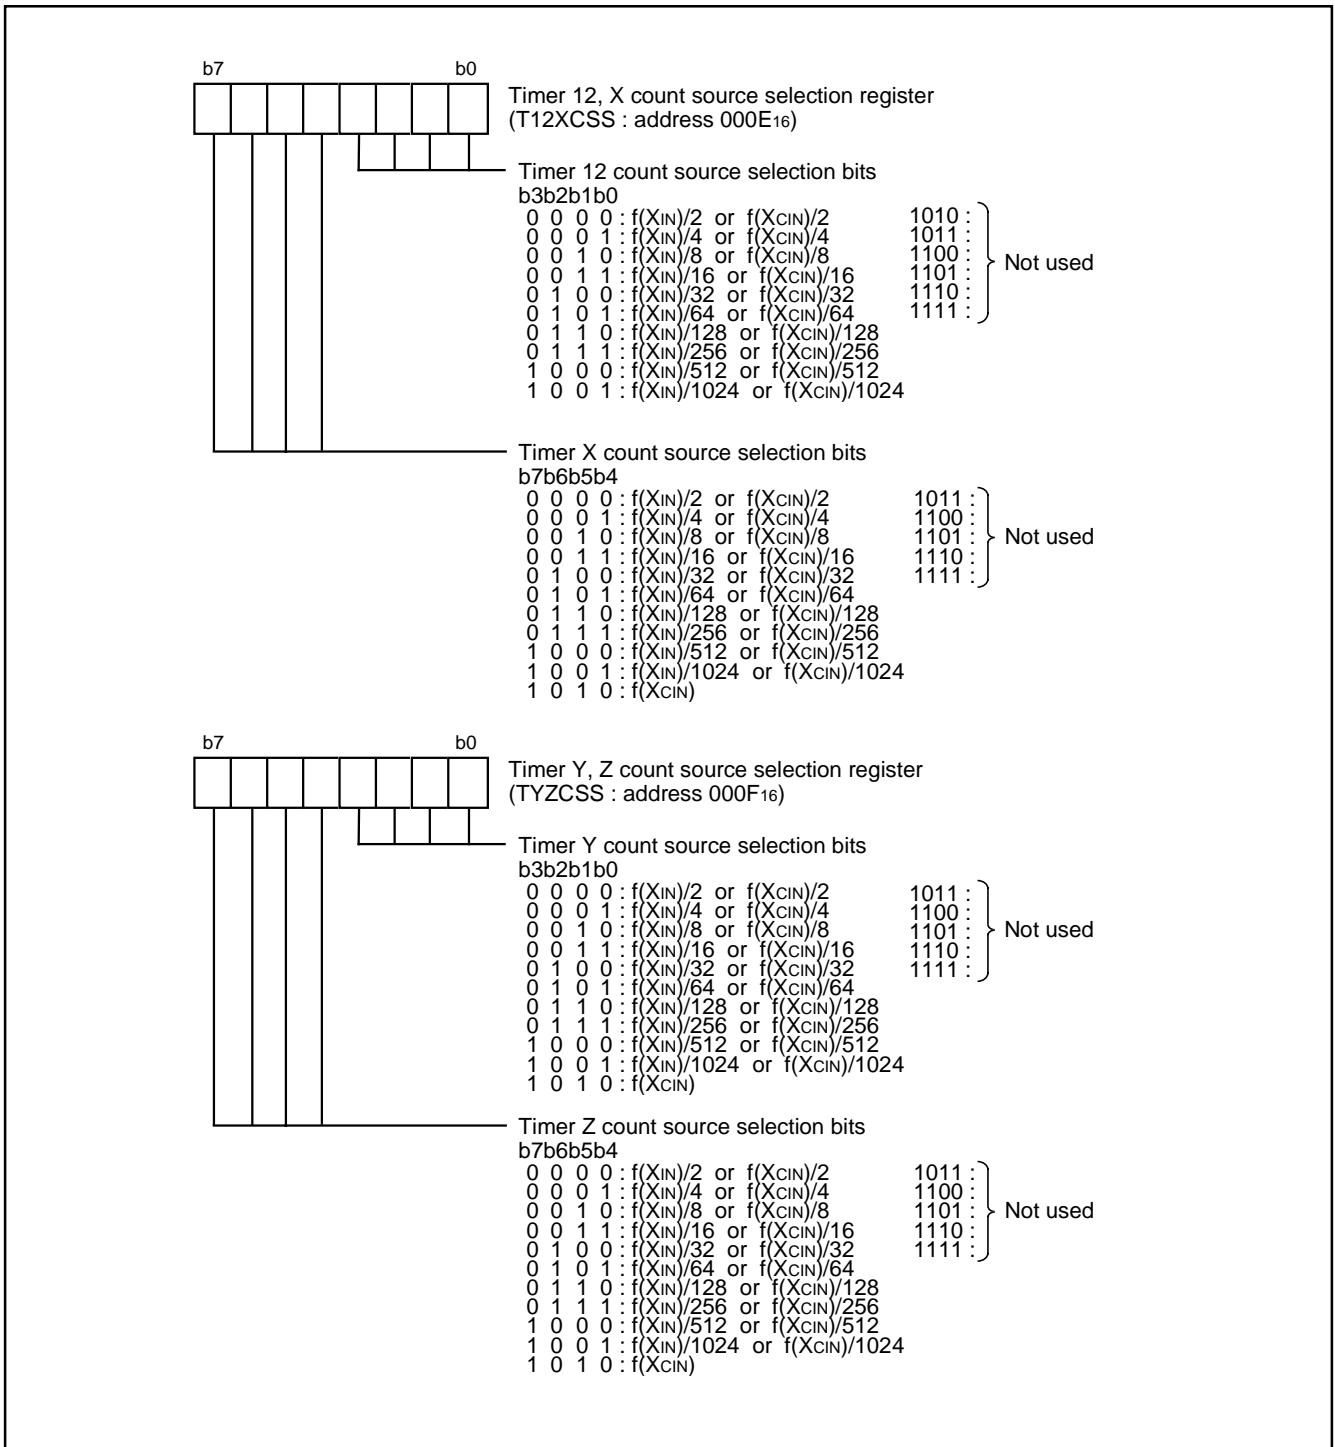 b7 b0
Timer 12, X count source selection register
(T12XCSS : address 000E16)
Timer 12 count source selection bits
b3b2b1b0
0 0 0 0 : f(XIN)/2 or f(XCIN)/2 1010 :
0 0 0 1 : f(XIN)/4 or f(XCIN)/4 1011 :
0 0 1 0 : f(XIN)/8 or f(XCIN)/8 1100 :
Not used
0 0 1 1 : f(XIN)/16 or f(XCIN)/16 1101 :
0 1 0 0 : f(XIN)/32 or f(XCIN)/32 1110 :
0 1 0 1 : f(XIN)/64 or f(XCIN)/64 1111 :
0 1 1 0 : f(XIN)/128 or f(XCIN)/128
0 1 1 1 : f(XIN)/256 or f(XCIN)/256
1 0 0 0 : f(XIN)/512 or f(XCIN)/512
1 0 0 1 : f(XIN)/1024 or f(XCIN)/1024
Timer X count source selection bits
b7b6b5b4
0 0 0 0 : f(XIN)/2 or f(XCIN)/2 1011 :
0 0 0 1 : f(XIN)/4 or f(XCIN)/4 1100 :
0 0 1 0 : f(XIN)/8 or f(XCIN)/8 1101 : Not used
0 0 1 1 : f(XIN)/16 or f(XCIN)/16 1110 :
0 1 0 0 : f(XIN)/32 or f(XCIN)/32 1111 :
0 1 0 1 : f(XIN)/64 or f(XCIN)/64
0 1 1 0 : f(XIN)/128 or f(XCIN)/128
0 1 1 1 : f(XIN)/256 or f(XCIN)/256
1 0 0 0 : f(XIN)/512 or f(XCIN)/512
1 0 0 1 : f(XIN)/1024 or f(XCIN)/1024
1 0 1 0 : f(XCIN)
b7 b0
Timer Y, Z count source selection register
(TYZCSS : address 000F16)
Timer Y count source selection bits
b3b2b1b0
0 0 0 0 : f(XIN)/2 or f(XCIN)/2 1011 :
0 0 0 1 : f(XIN)/4 or f(XCIN)/4 1100 :
0 0 1 0 : f(XIN)/8 or f(XCIN)/8 1101 : Not used
0 0 1 1 : f(XIN)/16 or f(XCIN)/16 1110 :
0 1 0 0 : f(XIN)/32 or f(XCIN)/32 1111 :
0 1 0 1 : f(XIN)/64 or f(XCIN)/64
0 1 1 0 : f(XIN)/128 or f(XCIN)/128
0 1 1 1 : f(XIN)/256 or f(XCIN)/256
1 0 0 0 : f(XIN)/512 or f(XCIN)/512
1 0 0 1 : f(XIN)/1024 or f(XCIN)/1024
1 0 1 0 : f(XCIN)
Timer Z count source selection bits
b7b6b5b4
0 0 0 0 : f(XIN)/2 or f(XCIN)/2 1011 :
0 0 0 1 : f(XIN)/4 or f(XCIN)/4 1100 :
0 0 1 0 : f(XIN)/8 or f(XCIN)/8 1101 : Not used
0 0 1 1 : f(XIN)/16 or f(XCIN)/16 1110 :
0 1 0 0 : f(XIN)/32 or f(XCIN)/32 1111 :
0 1 0 1 : f(XIN)/64 or f(XCIN)/64
0 1 1 0 : f(XIN)/128 or f(XCIN)/128
0 1 1 1 : f(XIN)/256 or f(XCIN)/256
1 0 0 0 : f(XIN)/512 or f(XCIN)/512
1 0 0 1 : f(XIN)/1024 or f(XCIN)/1024
1 0 1 0 : f(XCIN)